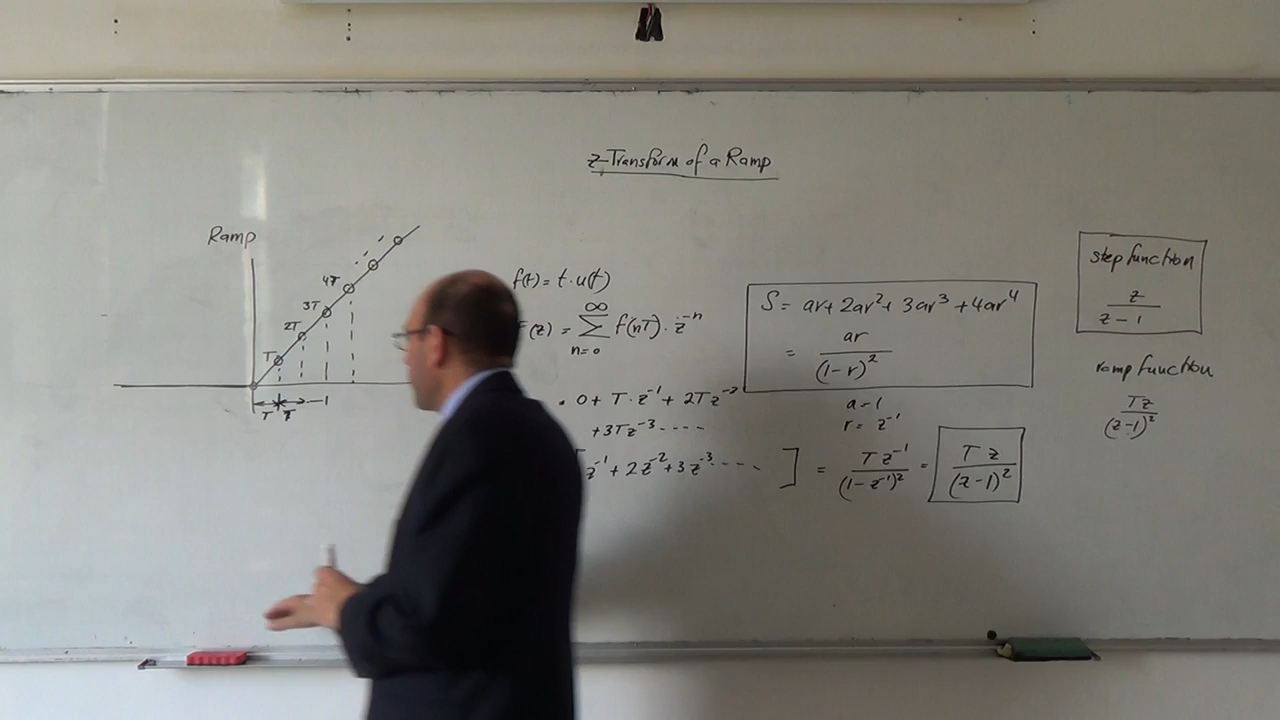 z-Transform of a Ramp
Ramp
4T
3T
2T
T
T T
f(t) = t · u(t)
(z) = ∑ f(nT) · z⁻ⁿ
∞
n=0
0 + T · z⁻¹ + 2Tz⁻²
+3Tz⁻³ ····
z⁻¹ + 2z⁻² + 3z⁻³ ···· ] = Tz⁻¹/(1 - z⁻¹)² = Tz/(z-1)²
S = ar + 2ar² + 3ar³ + 4ar⁴
= ar/(1-r)²
a=1
r = z⁻¹
step function
z/(z-1)
ramp function
Tz/(z-1)²